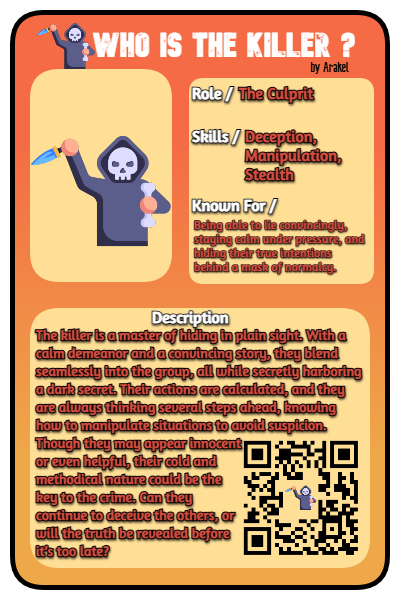 WHO IS THE KILLER ?
by Arakel
Role / The Culprit
Skills / Deception,
Manipulation,
Stealth
Known For /
Being able to lie convincingly,
staying calm under pressure, and
hiding their true intentions
behind a mask of normalcy.
Description
The killer is a master of hiding in plain sight. With a
calm demeanor and a convincing story, they blend
seamlessly into the group, all while secretly harboring
a dark secret. Their actions are calculated, and they
are always thinking several steps ahead, knowing
how to manipulate situations to avoid suspicion.
Though they may appear innocent
or even helpful, their cold and
methodical nature could be the
key to the crime. Can they
continue to deceive the others, or
will the truth be revealed before
it's too late?